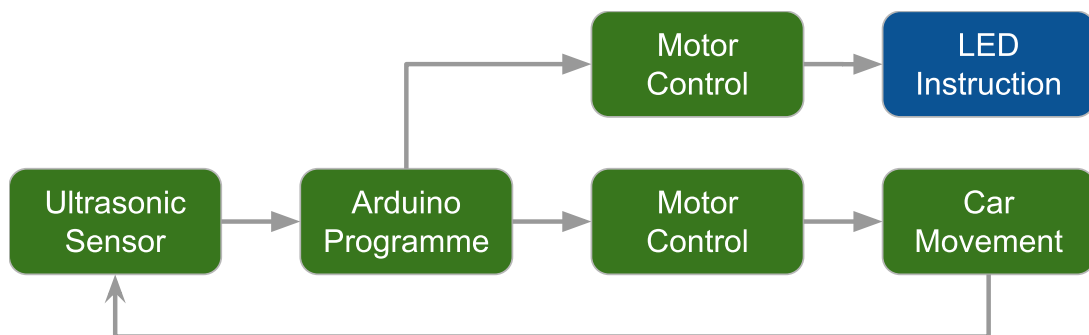 Motor
Control
LED
Instruction
Ultrasonic
Sensor
Arduino
Programme
Motor
Control
Car
Movement